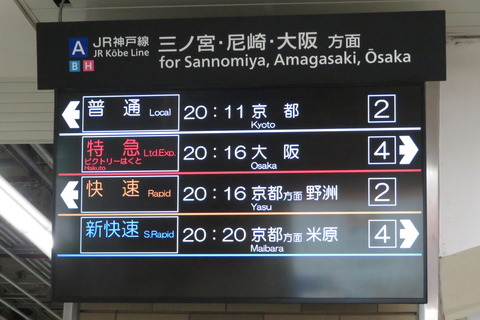 A JR神戸線 三ノ宮・尼崎・大阪 方面
B H JR Kōbe Line for Sannomiya, Amagasaki, Ōsaka
普通 Local 20:11 京都 Kyoto 2
特急 Ltd.Exp. ビクトリーはくと Hakuto 20:16 大阪 Osaka 4
快速 Rapid 20:16 京都方面 野洲 Yasu 2
新快速 S.Rapid 20:20 京都方面 米原 Maibara 4